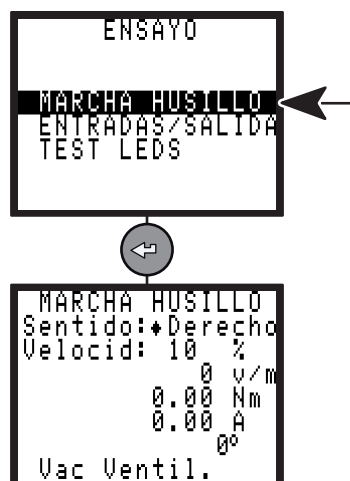 ENSAYO
MARCHA HUSILLO
ENTRADAS/SALIDA
TEST LEDS
MARCHA HUSILLO
Sentido:♦Derecho
Velocid: 10 %
0 v/m
0.00 Nm
0.00 A
0°
Vac Ventil.